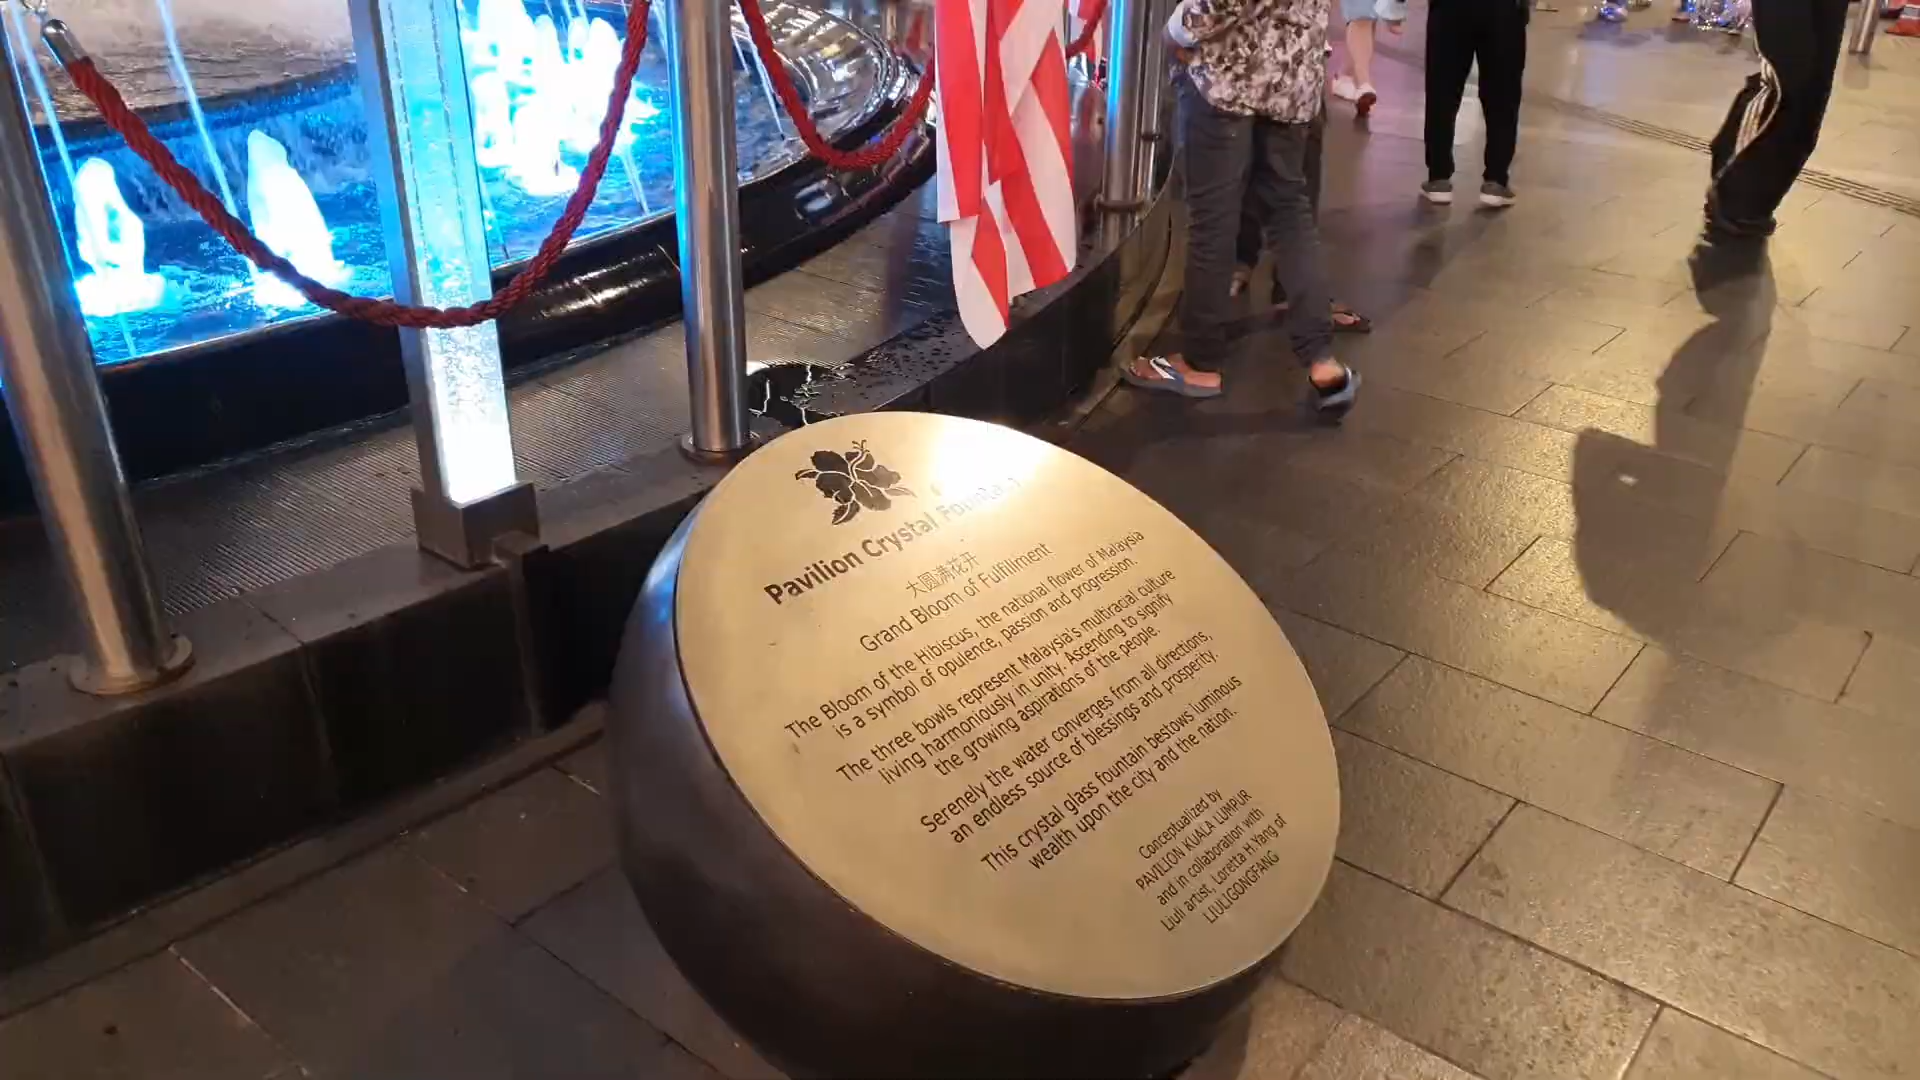 Pavilion Crystal Fountain
大圆满花开
Grand Bloom of Fulfillment
The Bloom of the Hibiscus, the national flower of Malaysia
is a symbol of opulence, passion and progression.
The three bowls represent Malaysia's multiracial culture
living harmoniously in unity. Ascending to signify
the growing aspirations of the people.
Serenely the water converges from all directions,
an endless source of blessings and prosperity.
This crystal glass fountain bestows luminous
wealth upon the city and the nation.
Conceptualized by
PAVILION KUALA LUMPUR
and in collaboration with
Liuli artist, Loretta H. Yang of
LIULIGONGFANG